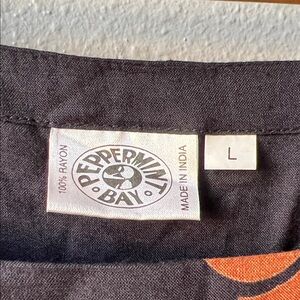 100% RAYON
PEPPERMINT
BAY
MADE IN INDIA
L